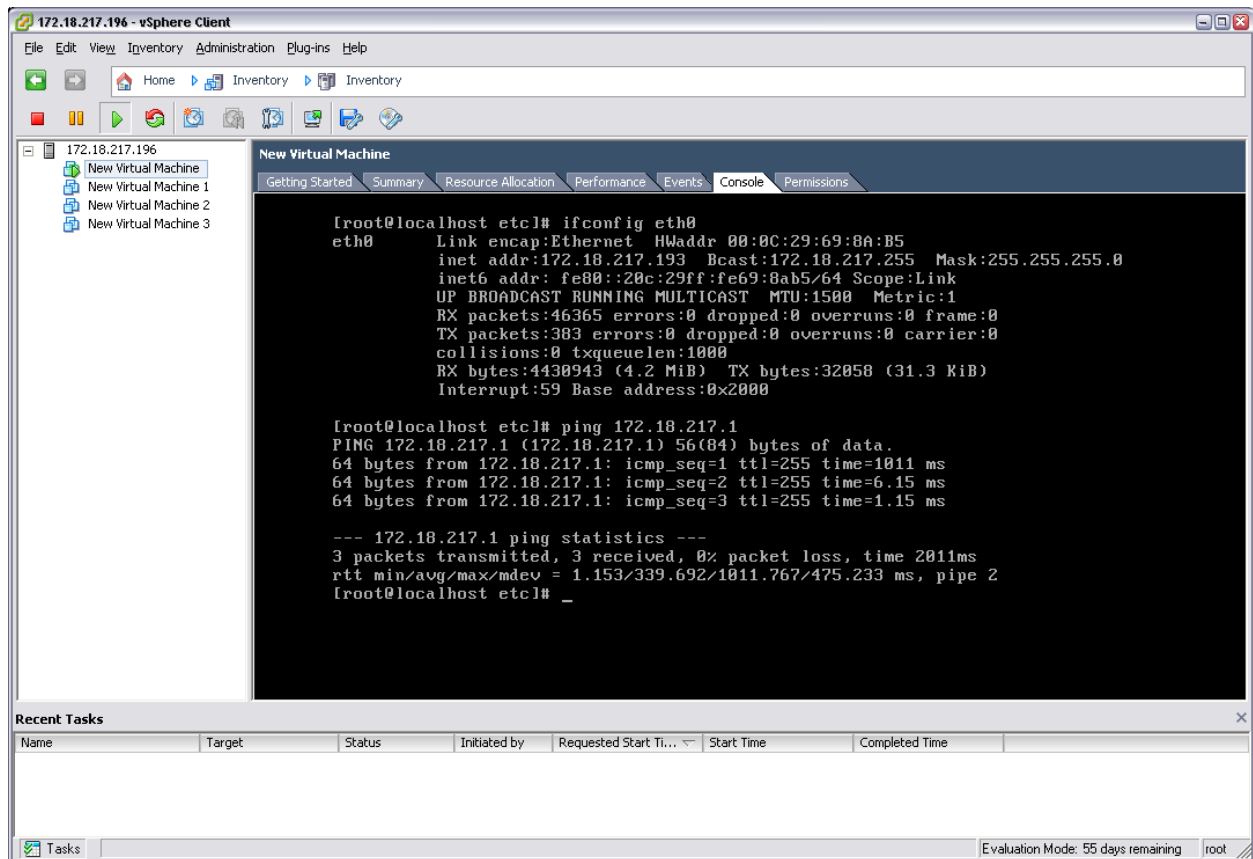 172.18.217.196 - vSphere Client
File Edit View Inventory Administration Plug-ins Help
Home Inventory Inventory
172.18.217.196
New Virtual Machine
New Virtual Machine 1
New Virtual Machine 2
New Virtual Machine 3
New Virtual Machine
Getting Started Summary Resource Allocation Performance Events Console Permissions
[root@localhost etc]# ifconfig eth0
eth0 Link encap:Ethernet HWaddr 00:0C:29:69:8A:B5
inet addr:172.18.217.193 Bcast:172.18.217.255 Mask:255.255.255.0
inet6 addr: fe80::20c:29ff:fe69:8ab5/64 Scope:Link
UP BROADCAST RUNNING MULTICAST MTU:1500 Metric:1
RX packets:46365 errors:0 dropped:0 overruns:0 frame:0
TX packets:383 errors:0 dropped:0 overruns:0 carrier:0
collisions:0 txqueuelen:1000
RX bytes:4430943 (4.2 MiB) TX bytes:32058 (31.3 KiB)
Interrupt:59 Base address:0x2000
[root@localhost etc]# ping 172.18.217.1
PING 172.18.217.1 (172.18.217.1) 56(84) bytes of data.
64 bytes from 172.18.217.1: icmp_seq=1 ttl=255 time=1011 ms
64 bytes from 172.18.217.1: icmp_seq=2 ttl=255 time=6.15 ms
64 bytes from 172.18.217.1: icmp_seq=3 ttl=255 time=1.15 ms
--- 172.18.217.1 ping statistics ---
3 packets transmitted, 3 received, 0% packet loss, time 2011ms
rtt min/avg/max/mdev = 1.153/339.692/1011.767/475.233 ms, pipe 2
[root@localhost etc]# _
Recent Tasks
Name Target Status Initiated by Requested Start Ti... Start Time Completed Time
Tasks Evaluation Mode: 55 days remaining root